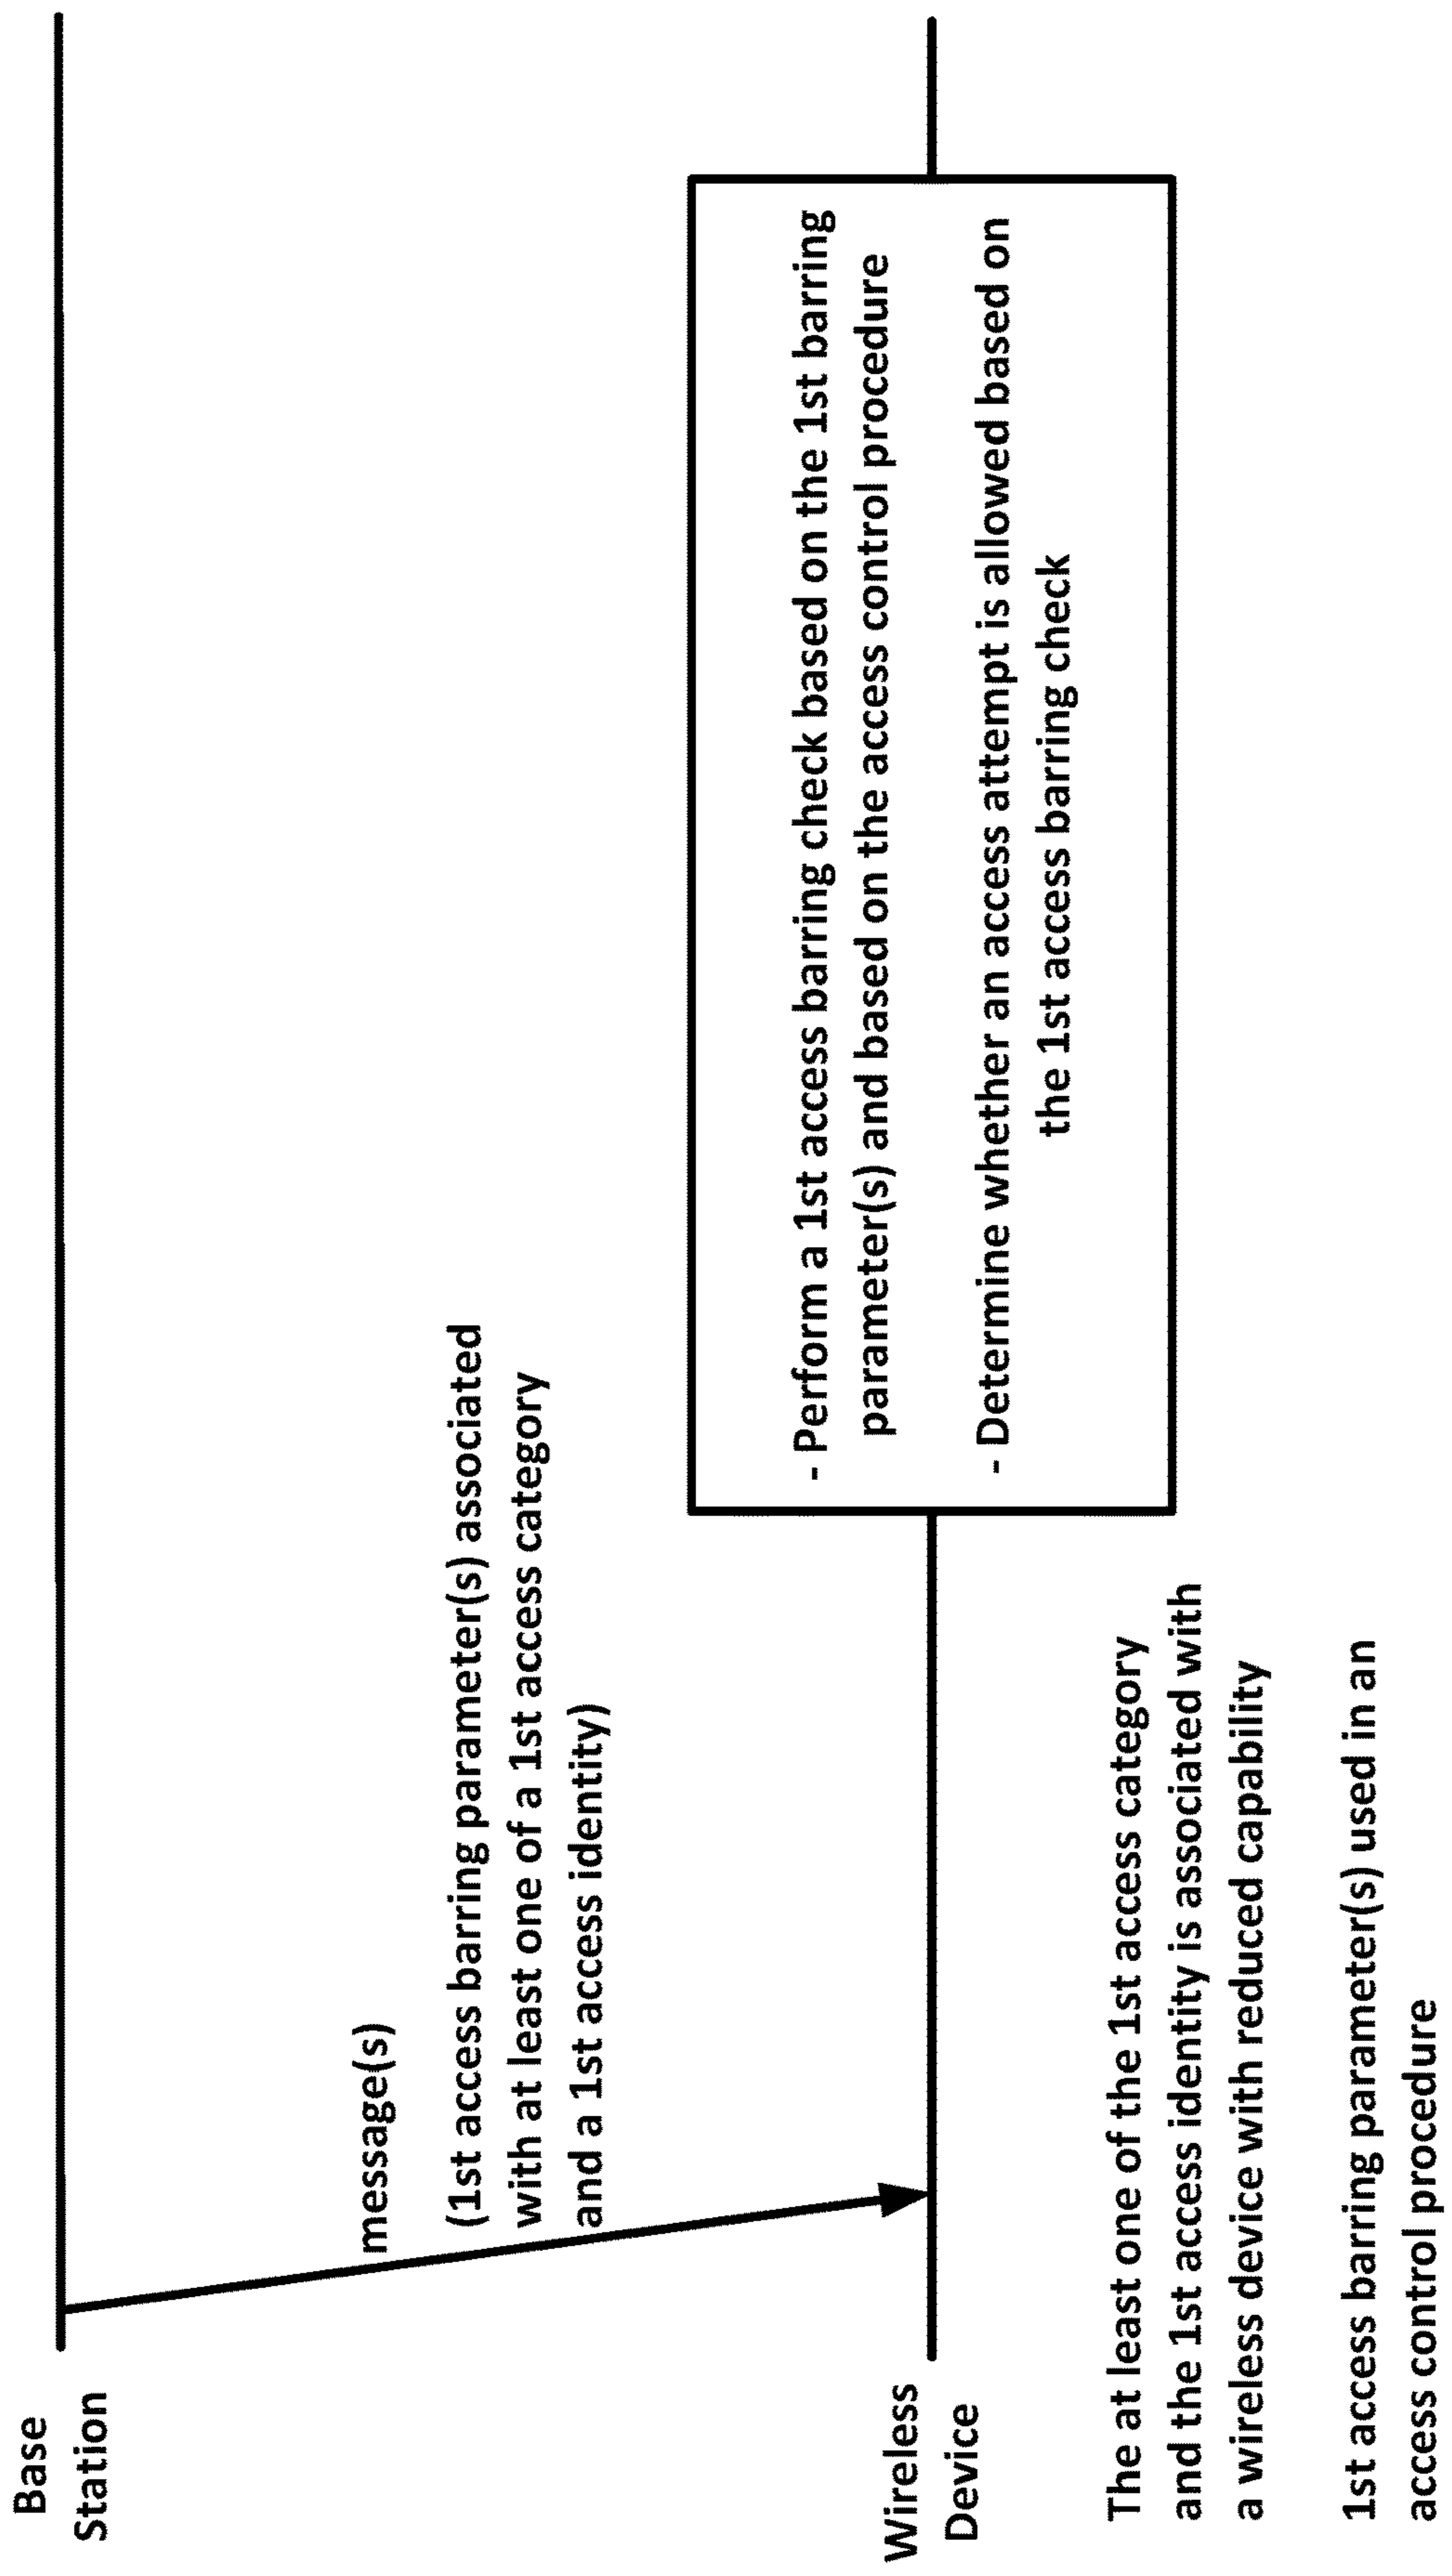 Base
Station
message(s)
(1st access barring parameter(s) associated
with at least one of a 1st access category
and a 1st access identity)
- Perform a 1st access barring check based on the 1st barring
parameter(s) and based on the access control procedure
- Determine whether an access attempt is allowed based on
the 1st access barring check
Wireless
Device
The at least one of the 1st access category
and the 1st access identity is associated with
a wireless device with reduced capability
1st access barring parameter(s) used in an
access control procedure